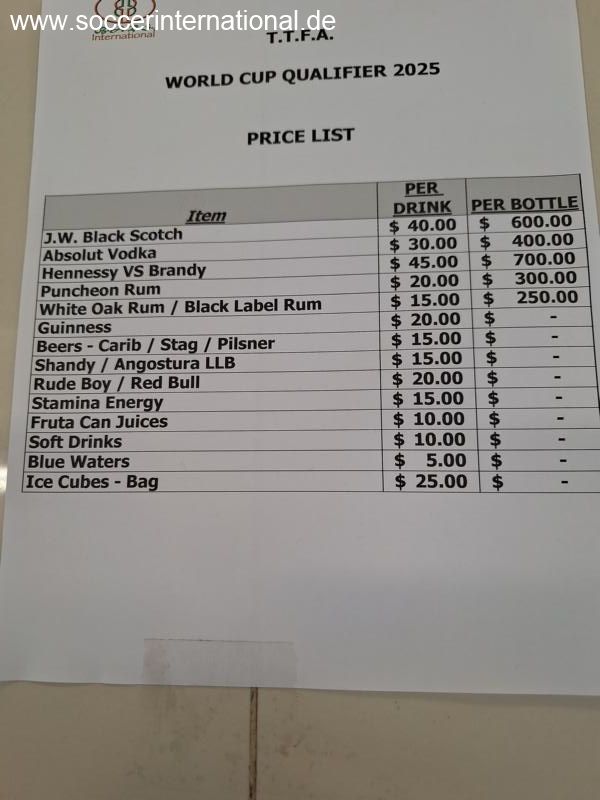 www.soccerinternational.de
International
T.T.F.A.
WORLD CUP QUALIFIER 2025
PRICE LIST
Item PER DRINK PER BOTTLE
J.W. Black Scotch $ 40.00 $ 600.00
Absolut Vodka $ 30.00 $ 400.00
Hennessy VS Brandy $ 45.00 $ 700.00
Puncheon Rum $ 20.00 $ 300.00
White Oak Rum / Black Label Rum $ 15.00 $ 250.00
Guinness $ 20.00 $ -
Beers - Carib / Stag / Pilsner $ 15.00 $ -
Shandy / Angostura LLB $ 15.00 $ -
Rude Boy / Red Bull $ 20.00 $ -
Stamina Energy $ 15.00 $ -
Fruta Can Juices $ 10.00 $ -
Soft Drinks $ 10.00 $ -
Blue Waters $ 5.00 $ -
Ice Cubes - Bag $ 25.00 $ -